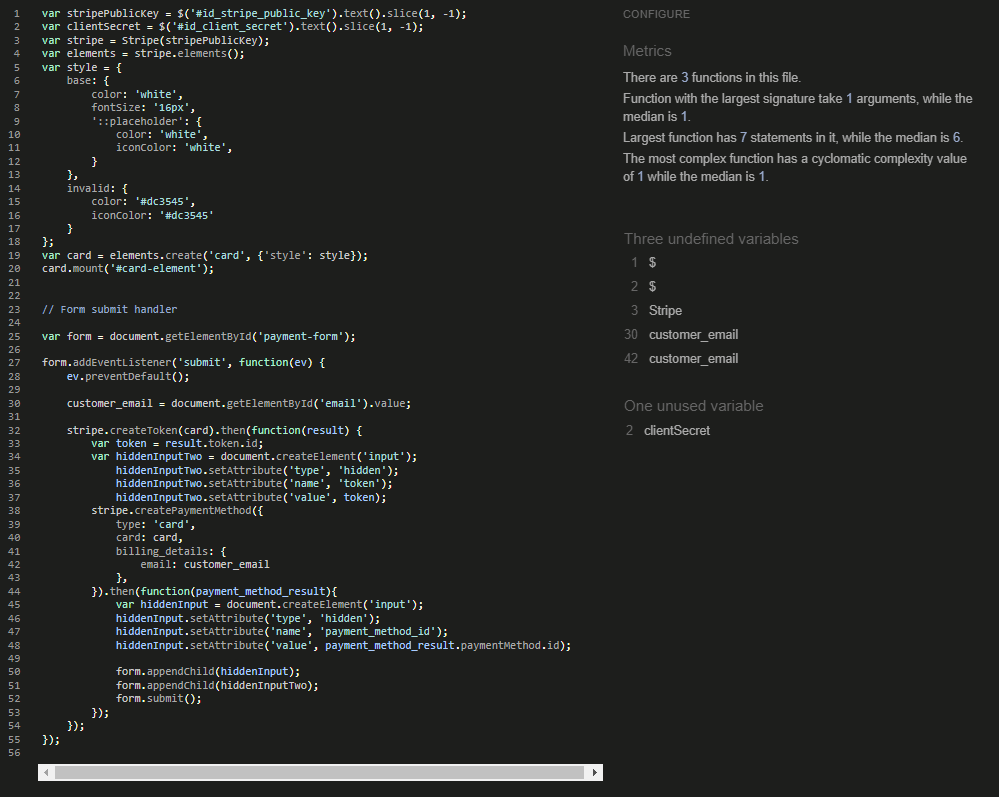 1 var stripePublicKey = $('#id_stripe_public_key').text().slice(1, -1);
2 var clientSecret = $('#id_client_secret').text().slice(1, -1);
3 var stripe = Stripe(stripePublicKey);
4 var elements = stripe.elements();
5 var style = {
6     base: {
7         color: 'white',
8         fontSize: '16px',
9         '::placeholder': {
10             color: 'white',
11             iconColor: 'white',
12         }
13     },
14     invalid: {
15         color: '#dc3545',
16         iconColor: '#dc3545'
17     }
18 };
19 var card = elements.create('card', {'style': style});
20 card.mount('#card-element');
21
22
23 // Form submit handler
24
25 var form = document.getElementById('payment-form');
26
27 form.addEventListener('submit', function(ev) {
28     ev.preventDefault();
29
30     customer_email = document.getElementById('email').value;
31
32     stripe.createToken(card).then(function(result) {
33         var token = result.token.id;
34         var hiddenInputTwo = document.createElement('input');
35             hiddenInputTwo.setAttribute('type', 'hidden');
36             hiddenInputTwo.setAttribute('name', 'token');
37             hiddenInputTwo.setAttribute('value', token);
38         stripe.createPaymentMethod({
39             type: 'card',
40             card: card,
41             billing_details: {
42                 email: customer_email
43             },
44         }).then(function(payment_method_result){
45             var hiddenInput = document.createElement('input');
46             hiddenInput.setAttribute('type', 'hidden');
47             hiddenInput.setAttribute('name', 'payment_method_id');
48             hiddenInput.setAttribute('value', payment_method_result.paymentMethod.id);
49
50             form.appendChild(hiddenInput);
51             form.appendChild(hiddenInputTwo);
52             form.submit();
53         });
54     });
55 });
56
CONFIGURE
Metrics
There are 3 functions in this file.
Function with the largest signature take 1 arguments, while the
median is 1.
Largest function has 7 statements in it, while the median is 6.
The most complex function has a cyclomatic complexity value
of 1 while the median is 1.
Three undefined variables
1 $
2 $
3 Stripe
30 customer_email
42 customer_email
One unused variable
2 clientSecret